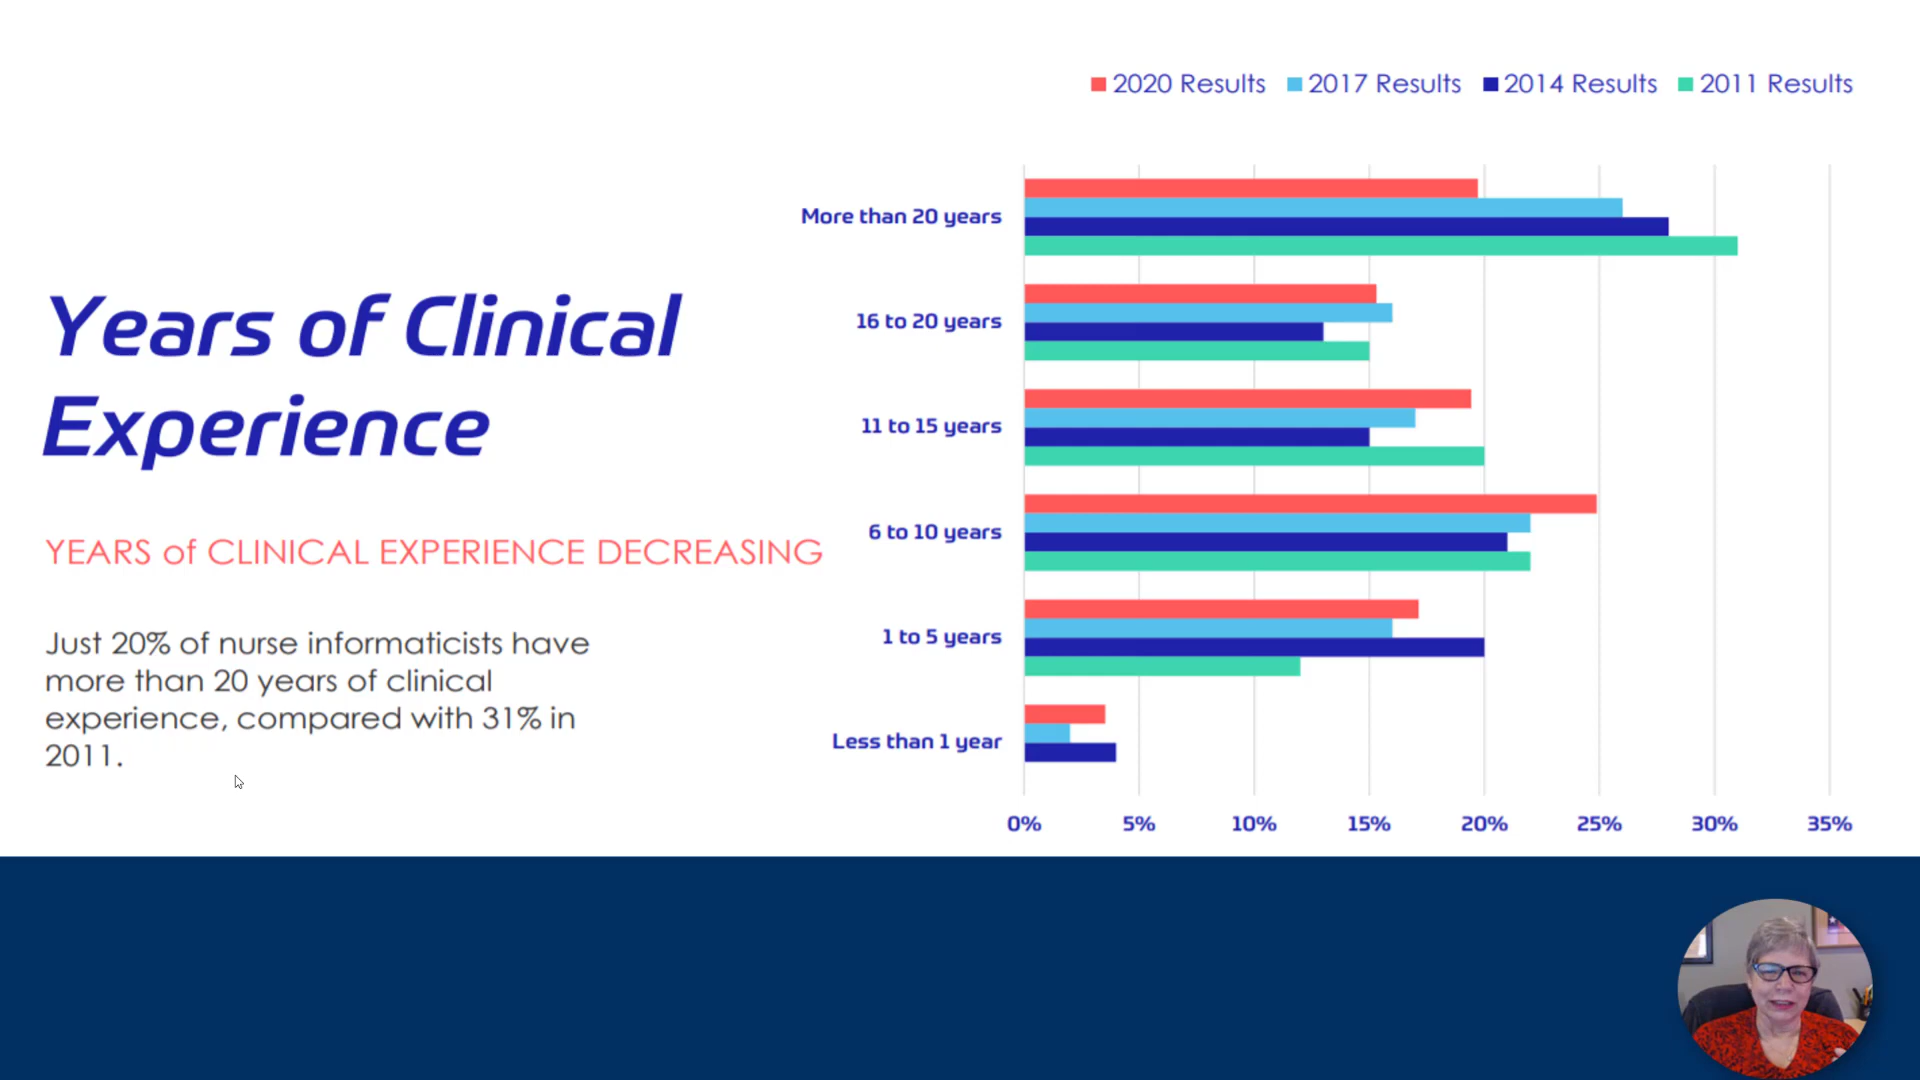 2020 Results 2017 Results 2014 Results 2011 Results
Years of Clinical
Experience
YEARS of CLINICAL EXPERIENCE DECREASING
Just 20% of nurse informaticists have
more than 20 years of clinical
experience, compared with 31% in
2011.
More than 20 years
16 to 20 years
11 to 15 years
6 to 10 years
1 to 5 years
Less than 1 year
0% 5% 10% 15% 20% 25% 30% 35%